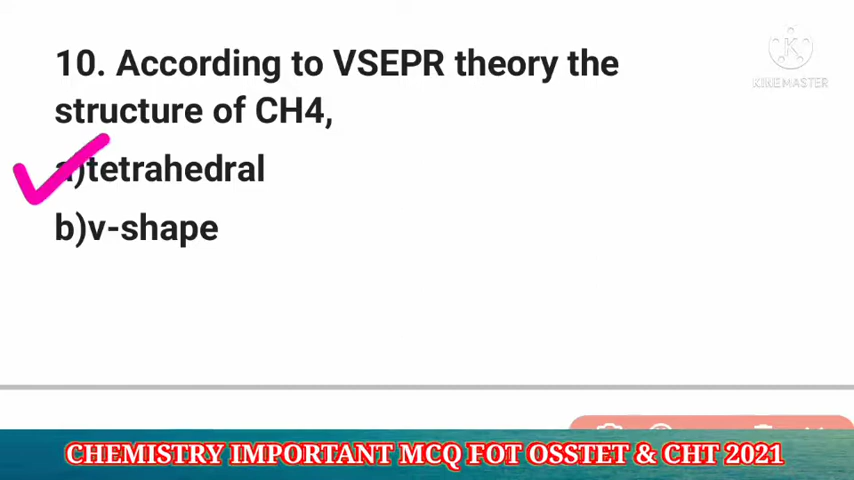 10. According to VSEPR theory the
structure of CH4,
a)tetrahedral
b)v-shape
KINEMASTER
CHEMISTRY IMPORTANT MCQ FOT OSSTET & CHT 2021